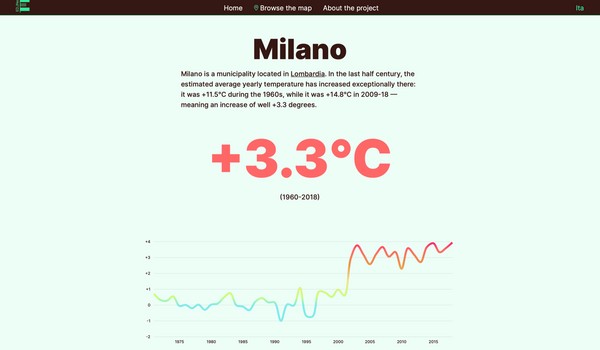 Home
Browse the map
About the project
Ita
Milano
Milano is a municipality located in Lombardia. In the last half century, the
estimated average yearly temperature has increased exceptionally there:
it was +11.5°C during the 1960s, while it was +14.8°C in 2009-18 —
meaning an increase of well +3.3 degrees.
+3.3°C
(1960-2018)
+4
+3
+2
+1
0
-1
-2
1975 1980 1985 1990 1995 2000 2005 2010 2015